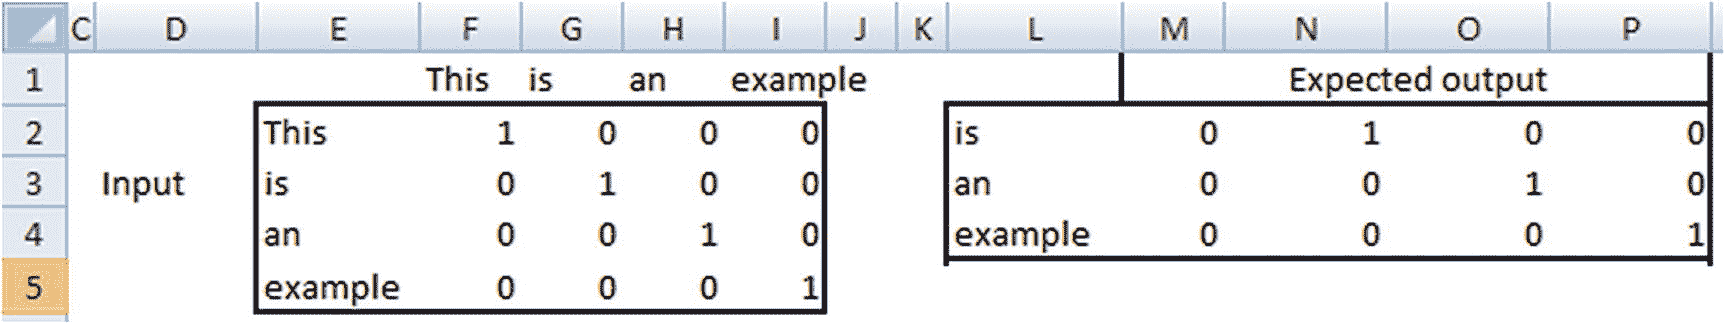 C D E F G H I J K L M N O P
1 This is an example Expected output
2 This 1 0 0 0 is 0 1 0 0
3 Input is 0 1 0 0 an 0 0 1 0
4 an 0 0 1 0 example 0 0 0 1
5 example 0 0 0 1